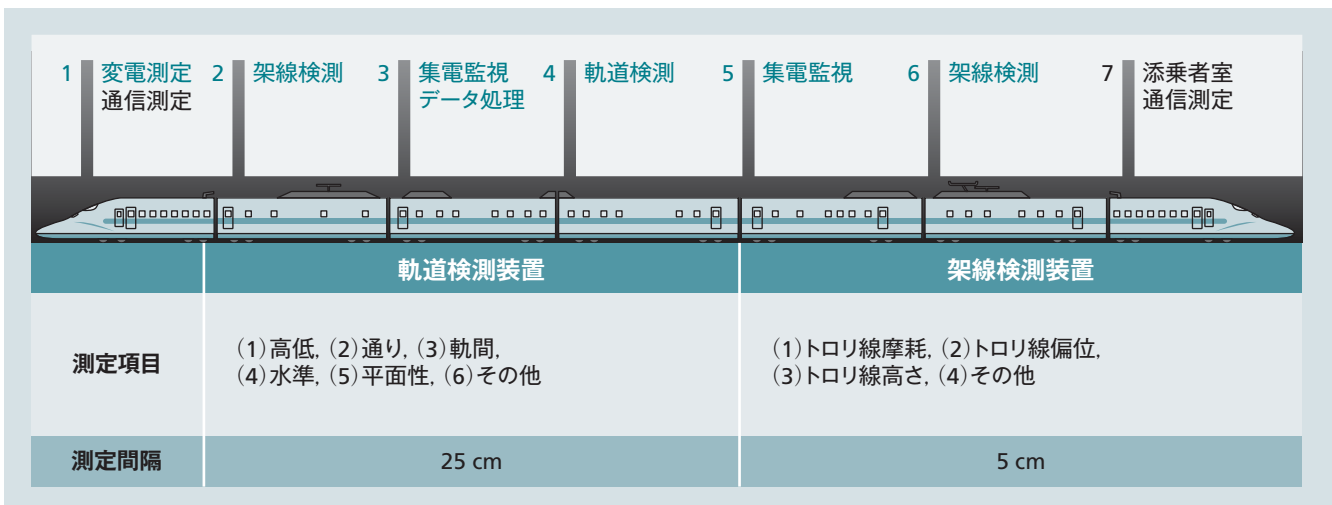 1 変電測定
通信測定
2 架線検測
3 集電監視
データ処理
4 軌道検測
5 集電監視
6 架線検測
7 添乗者室
通信測定
軌道検測装置
架線検測装置
測定項目
（1）高低，（2）通り，（3）軌間，
（4）水準，（5）平面性，（6）その他
（1）トロリ線摩耗，（2）トロリ線偏位，
（3）トロリ線高さ，（4）その他
測定間隔
25 cm
5 cm